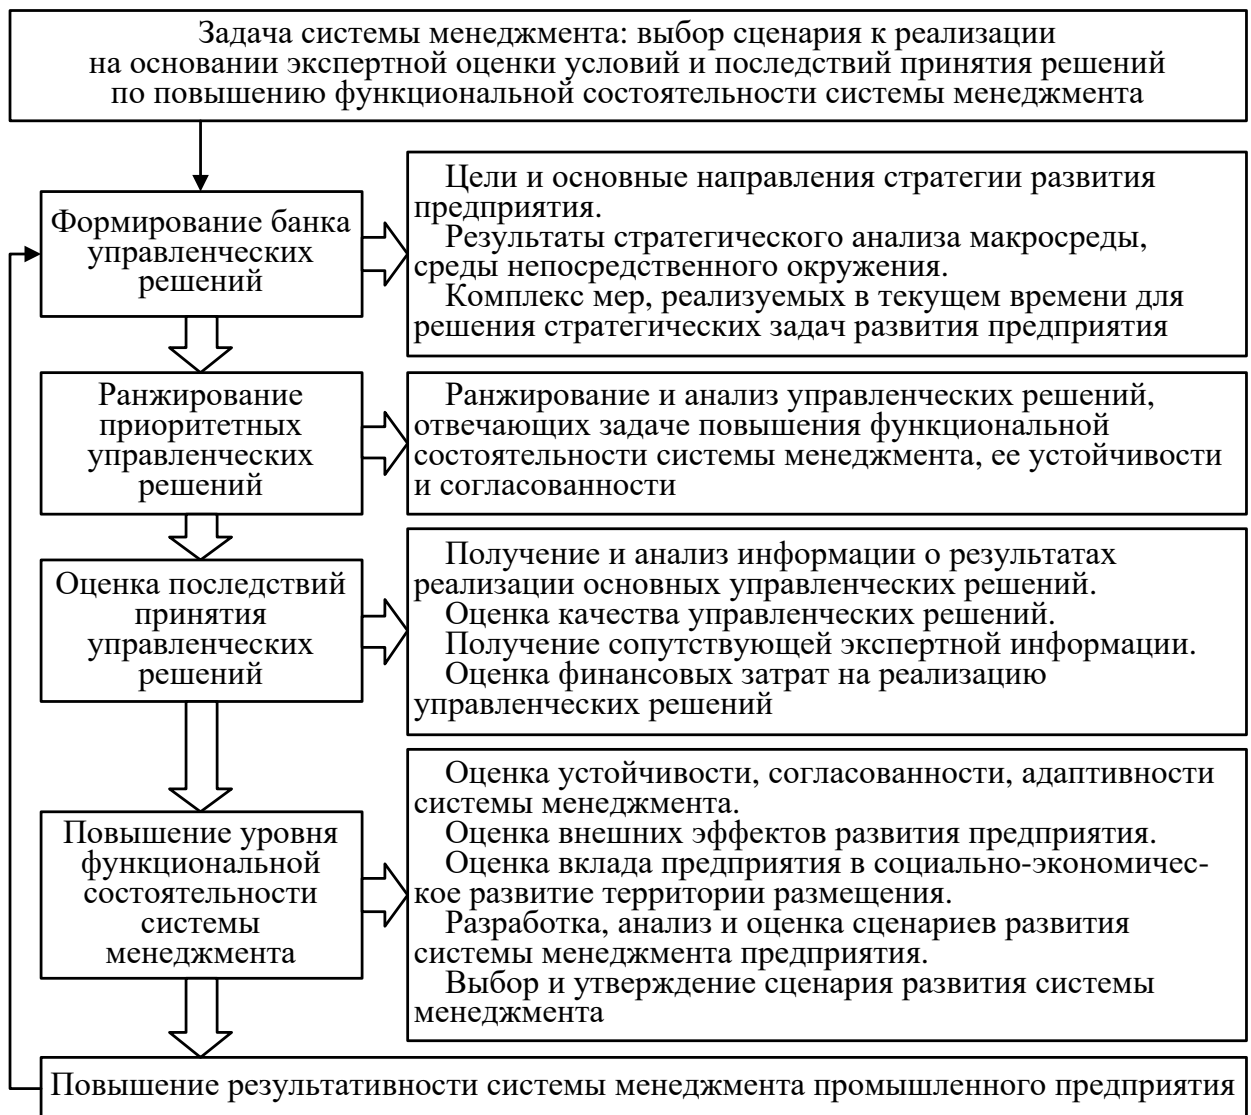 Задача системы менеджмента: выбор сценария к реализации
на основании экспертной оценки условий и последствий принятия решений
по повышению функциональной состоятельности системы менеджмента
Формирование банка
управленческих
решений
Цели и основные направления стратегии развития
предприятия.
Результаты стратегического анализа макросреды,
среды непосредственного окружения.
Комплекс мер, реализуемых в текущем времени для
решения стратегических задач развития предприятия
Ранжирование
приоритетных
управленческих
решений
Ранжирование и анализ управленческих решений,
отвечающих задаче повышения функциональной
состоятельности системы менеджмента, ее устойчивости
и согласованности
Оценка последствий
принятия
управленческих
решений
Получение и анализ информации о результатах
реализации основных управленческих решений.
Оценка качества управленческих решений.
Получение сопутствующей экспертной информации.
Оценка финансовых затрат на реализацию
управленческих решений
Повышение уровня
функциональной
состоятельности
системы
менеджмента
Оценка устойчивости, согласованности, адаптивности
системы менеджмента.
Оценка внешних эффектов развития предприятия.
Оценка вклада предприятия в социально-экономичес-
кое развитие территории размещения.
Разработка, анализ и оценка сценариев развития
системы менеджмента предприятия.
Выбор и утверждение сценария развития системы
менеджмента
Повышение результативности системы менеджмента промышленного предприятия